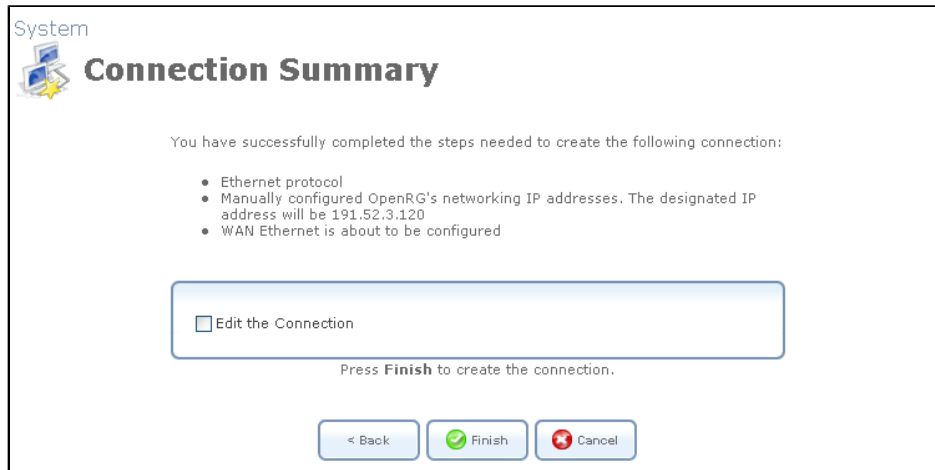 System
Connection Summary
You have successfully completed the steps needed to create the following connection:
• Ethernet protocol
• Manually configured OpenRG's networking IP addresses. The designated IP
address will be 191.52.3.120
• WAN Ethernet is about to be configured
Edit the Connection
Press Finish to create the connection.
< Back
Finish
Cancel